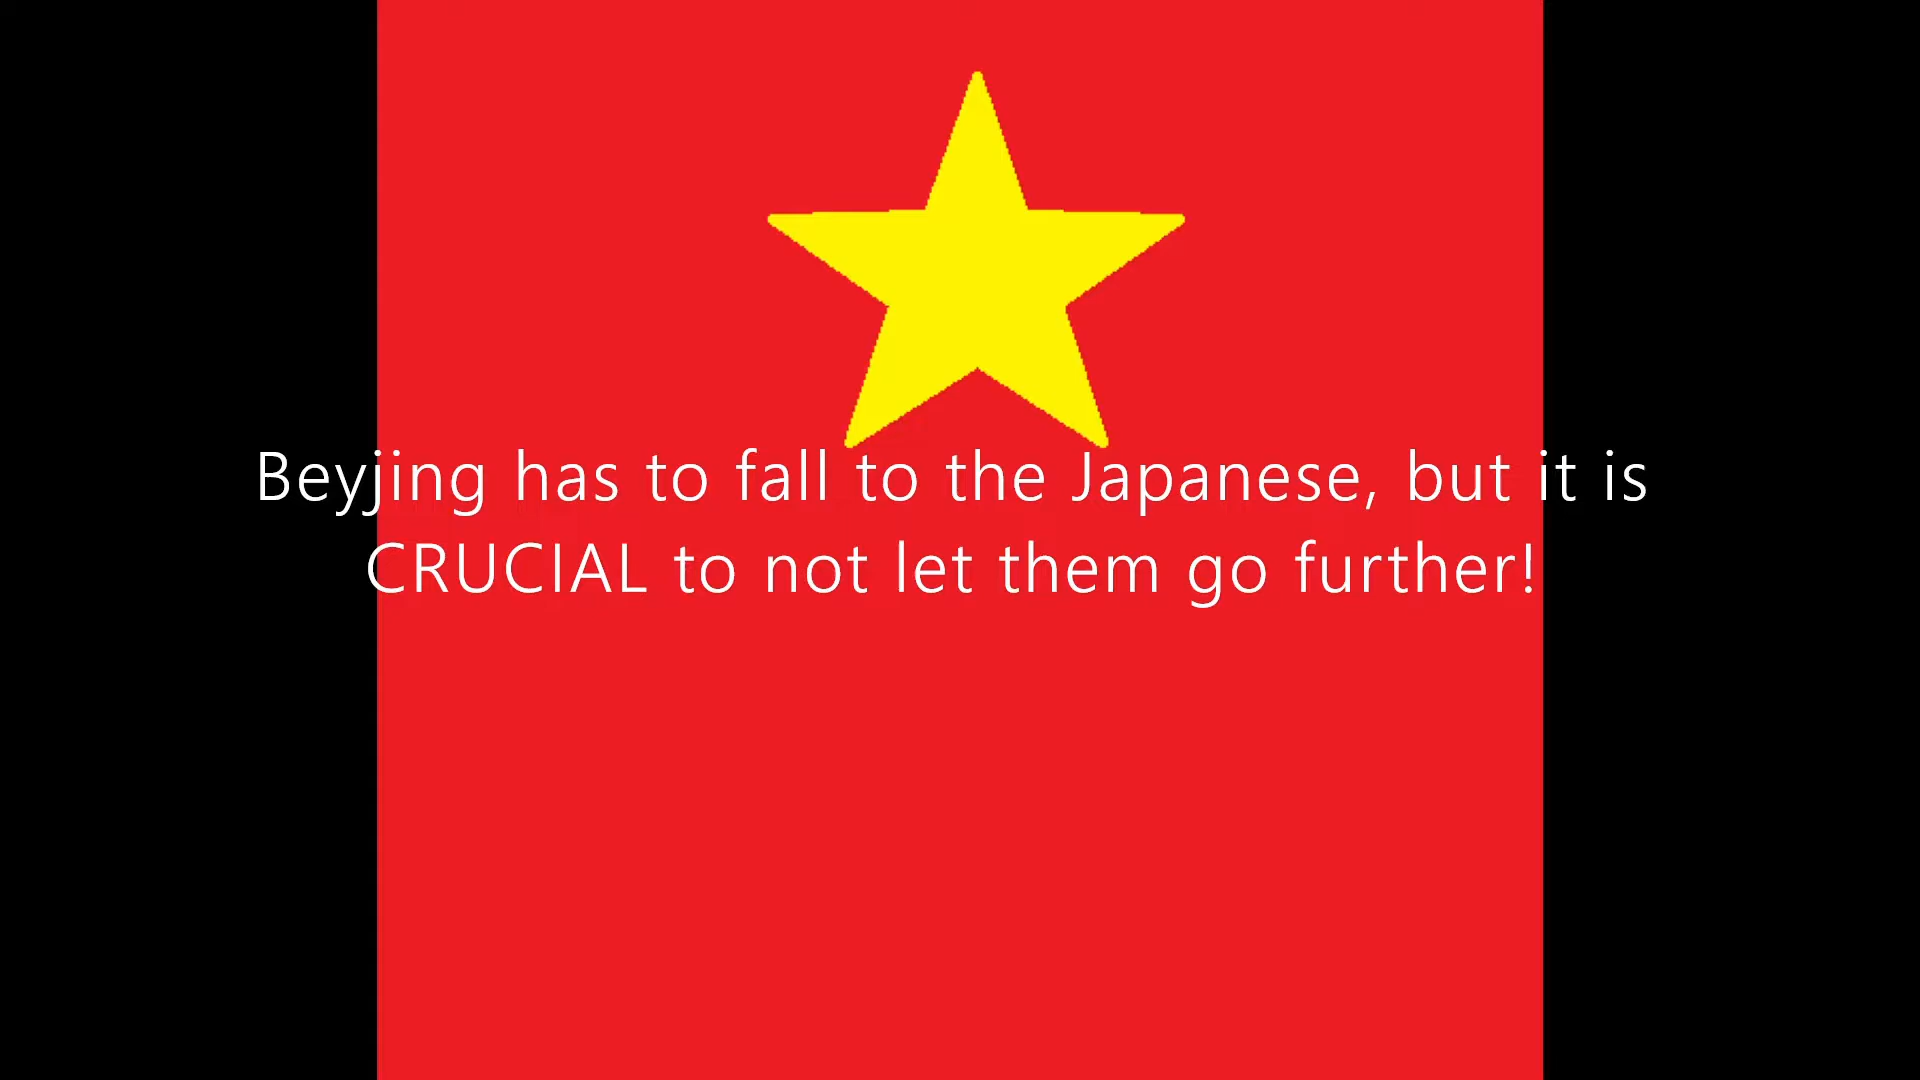 Beyjing has to fall to the Japanese, but it is
CRUCIAL to not let them go further!